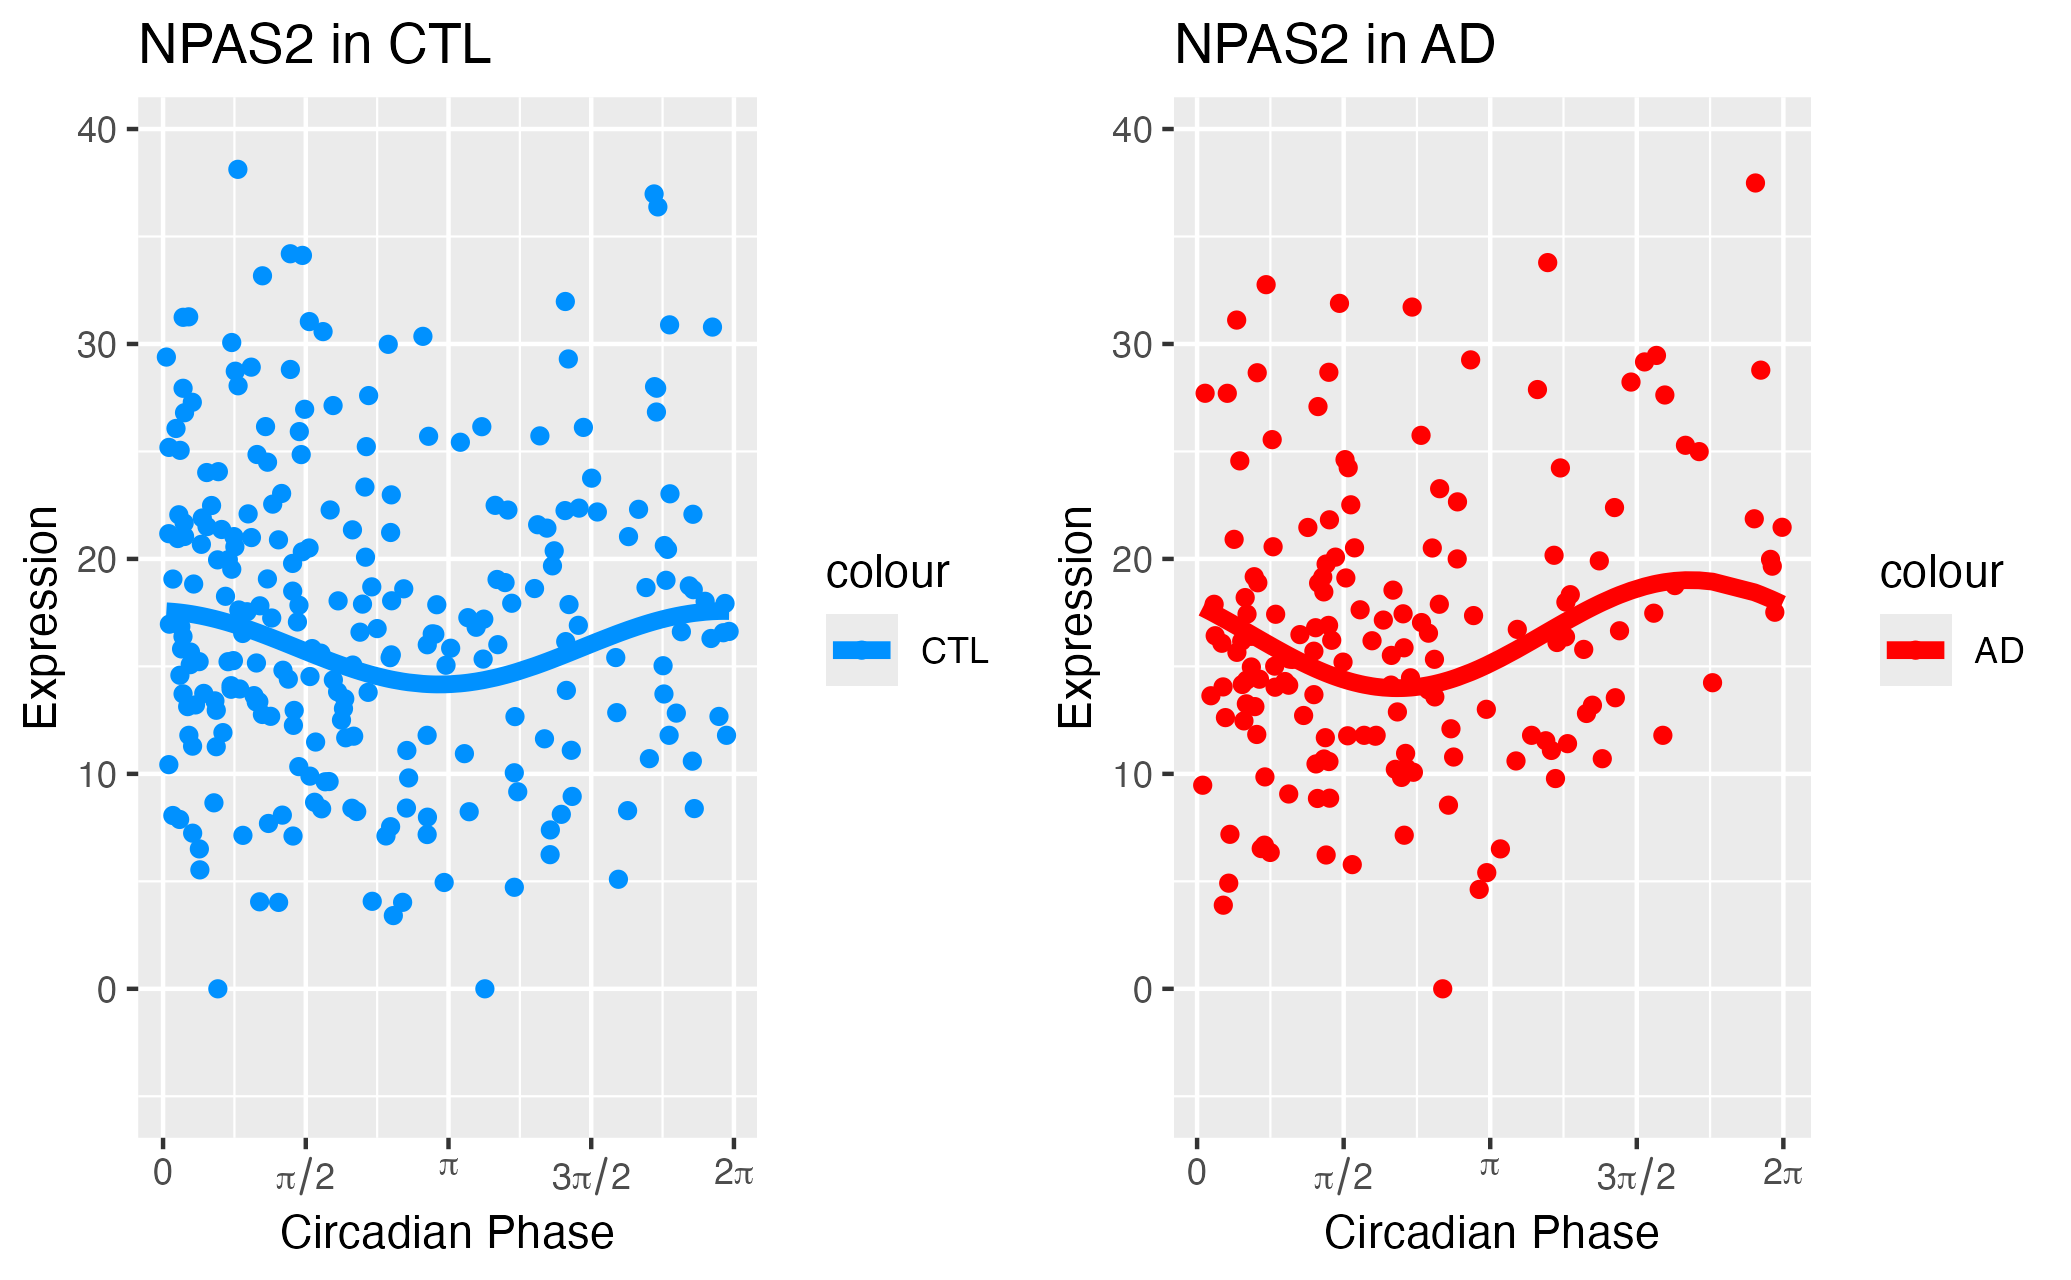 NPAS2 in CTL
40
30
20
10
0
Expression
0
π/2
π
3π/2
2π
Circadian Phase
colour
CTL
NPAS2 in AD
40
30
20
10
0
Expression
0
π/2
π
3π/2
2π
Circadian Phase
colour
AD